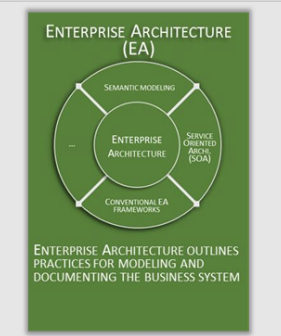 ENTERPRISE ARCHITECTURE
(EA)
SEMANTIC MODELING
...
ENTERPRISE
ARCHITECTURE
SERVICE
ORIENTED
ARCHI.
(SOA)
CONVENTIONAL EA
FRAMEWORKS
ENTERPRISE ARCHITECTURE OUTLINES
PRACTICES FOR MODELING AND
DOCUMENTING THE BUSINESS SYSTEM